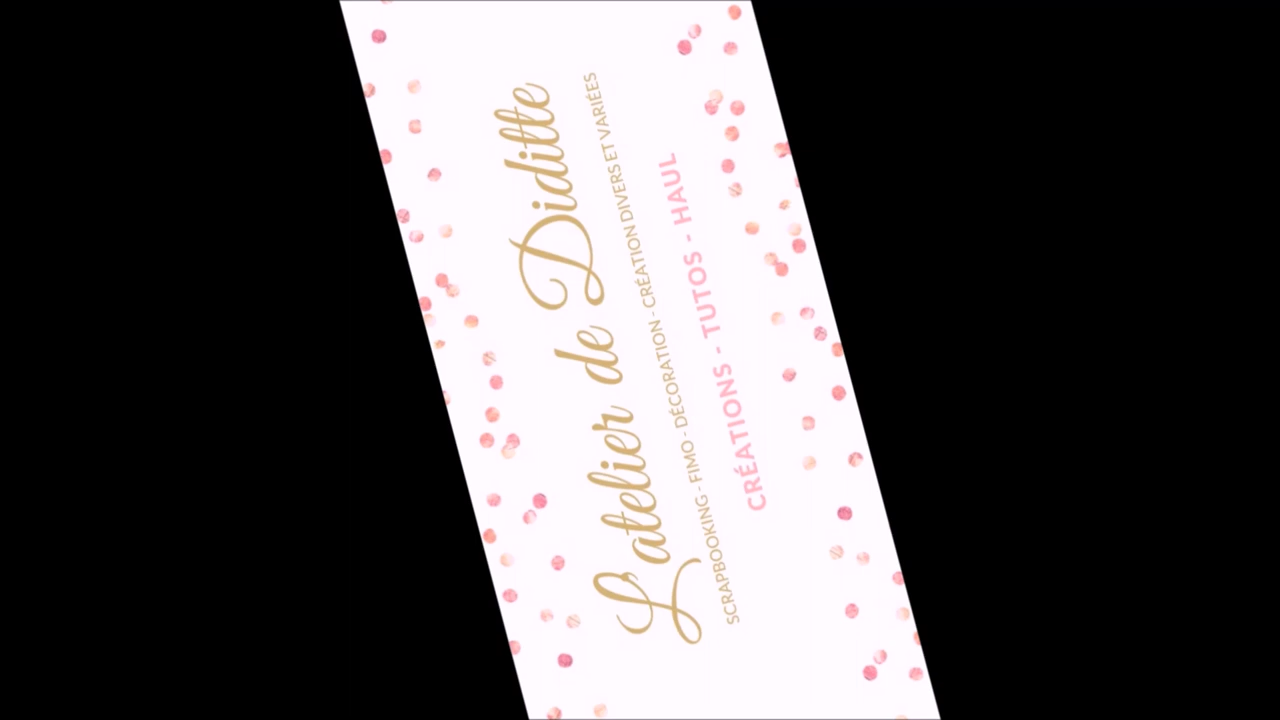 L'atelier de Diditte
SCRAPBOOKING - FIMO - DÉCORATION - CRÉATION DIVERS ET VARIÉES
CRÉATIONS - TUTOS - HAUL